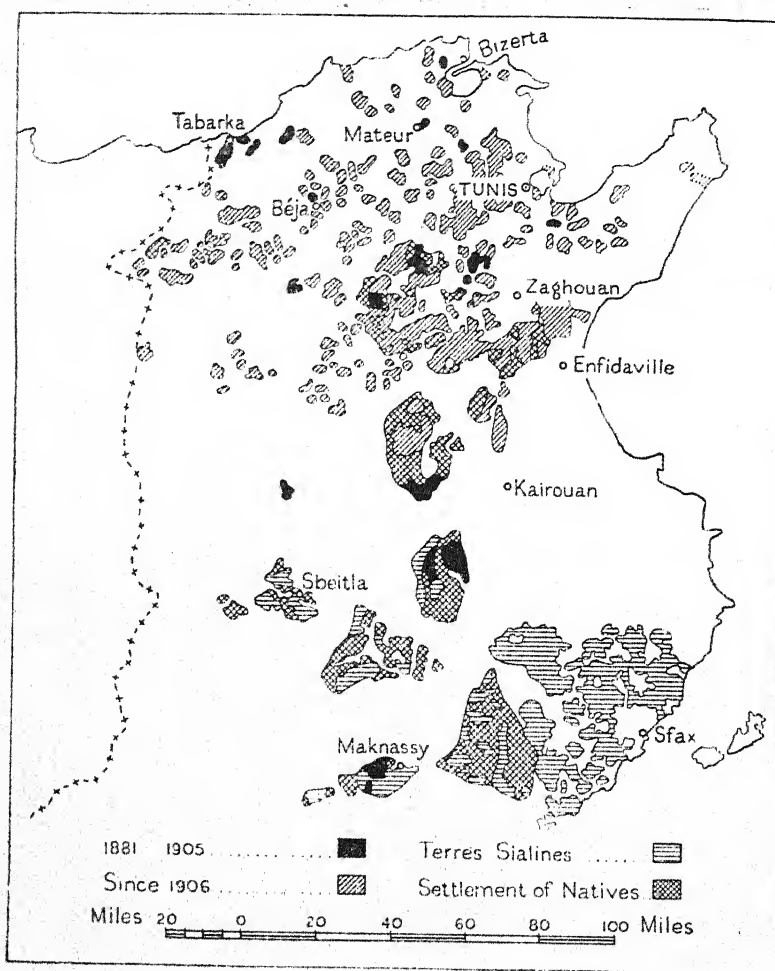 Bizerta
Tabarka
Mateur
TUNIS
Béja
Zaghouan
Enfidaville
Kairouan
Sbeitla
Sfax
Maknassy
1881 1905
Terres Sialines
Since 1906
Settlement of Natives
Miles 20 0 20 40 60 80 100 Miles